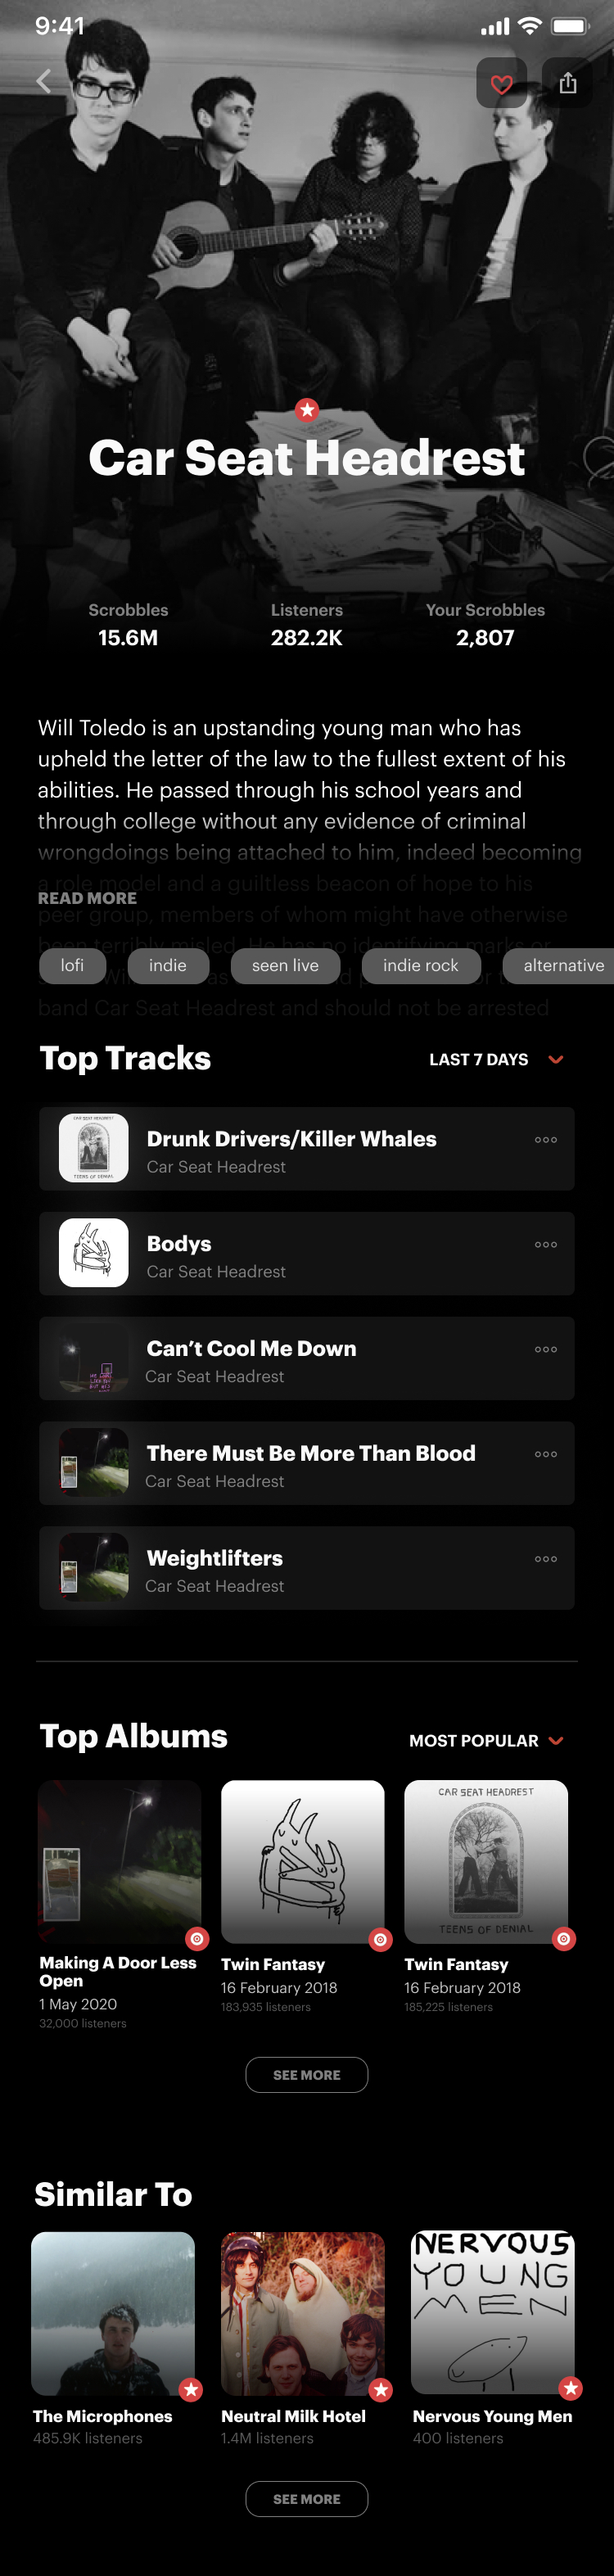 9:41
Car Seat Headrest
Scrobbles
Listeners
Your Scrobbles
15.6M
282.2K
2,807
Will Toledo is an upstanding young man who has
upheld the letter of the law to the fullest extent of his
abilities. He passed through his school years and
through college without any evidence of criminal
wrongdoings being attached to him, indeed becoming
a role model and a guiltless beacon of hope to his
READ MORE
peer group, members of whom might have otherwise
been terribly misled. He has no identifying marks or
lofi
indie
seen live
indie rock
alternative
band Car Seat Headrest and should not be arrested
Top Tracks
LAST 7 DAYS
CAR SEAT HEADREST
TEENS OF DENIAL
Drunk Drivers/Killer Whales
Car Seat Headrest
Bodys
Car Seat Headrest
Can’t Cool Me Down
Car Seat Headrest
There Must Be More Than Blood
Car Seat Headrest
Weightlifters
Car Seat Headrest
Top Albums
MOST POPULAR
CAR SEAT HEADREST
TEENS OF DENIAL
Making A Door Less
Open
1 May 2020
32,000 listeners
Twin Fantasy
16 February 2018
183,935 listeners
Twin Fantasy
16 February 2018
185,225 listeners
SEE MORE
Similar To
NERVOUS
YOUNG
MEN
The Microphones
485.9K listeners
Neutral Milk Hotel
1.4M listeners
Nervous Young Men
400 listeners
SEE MORE